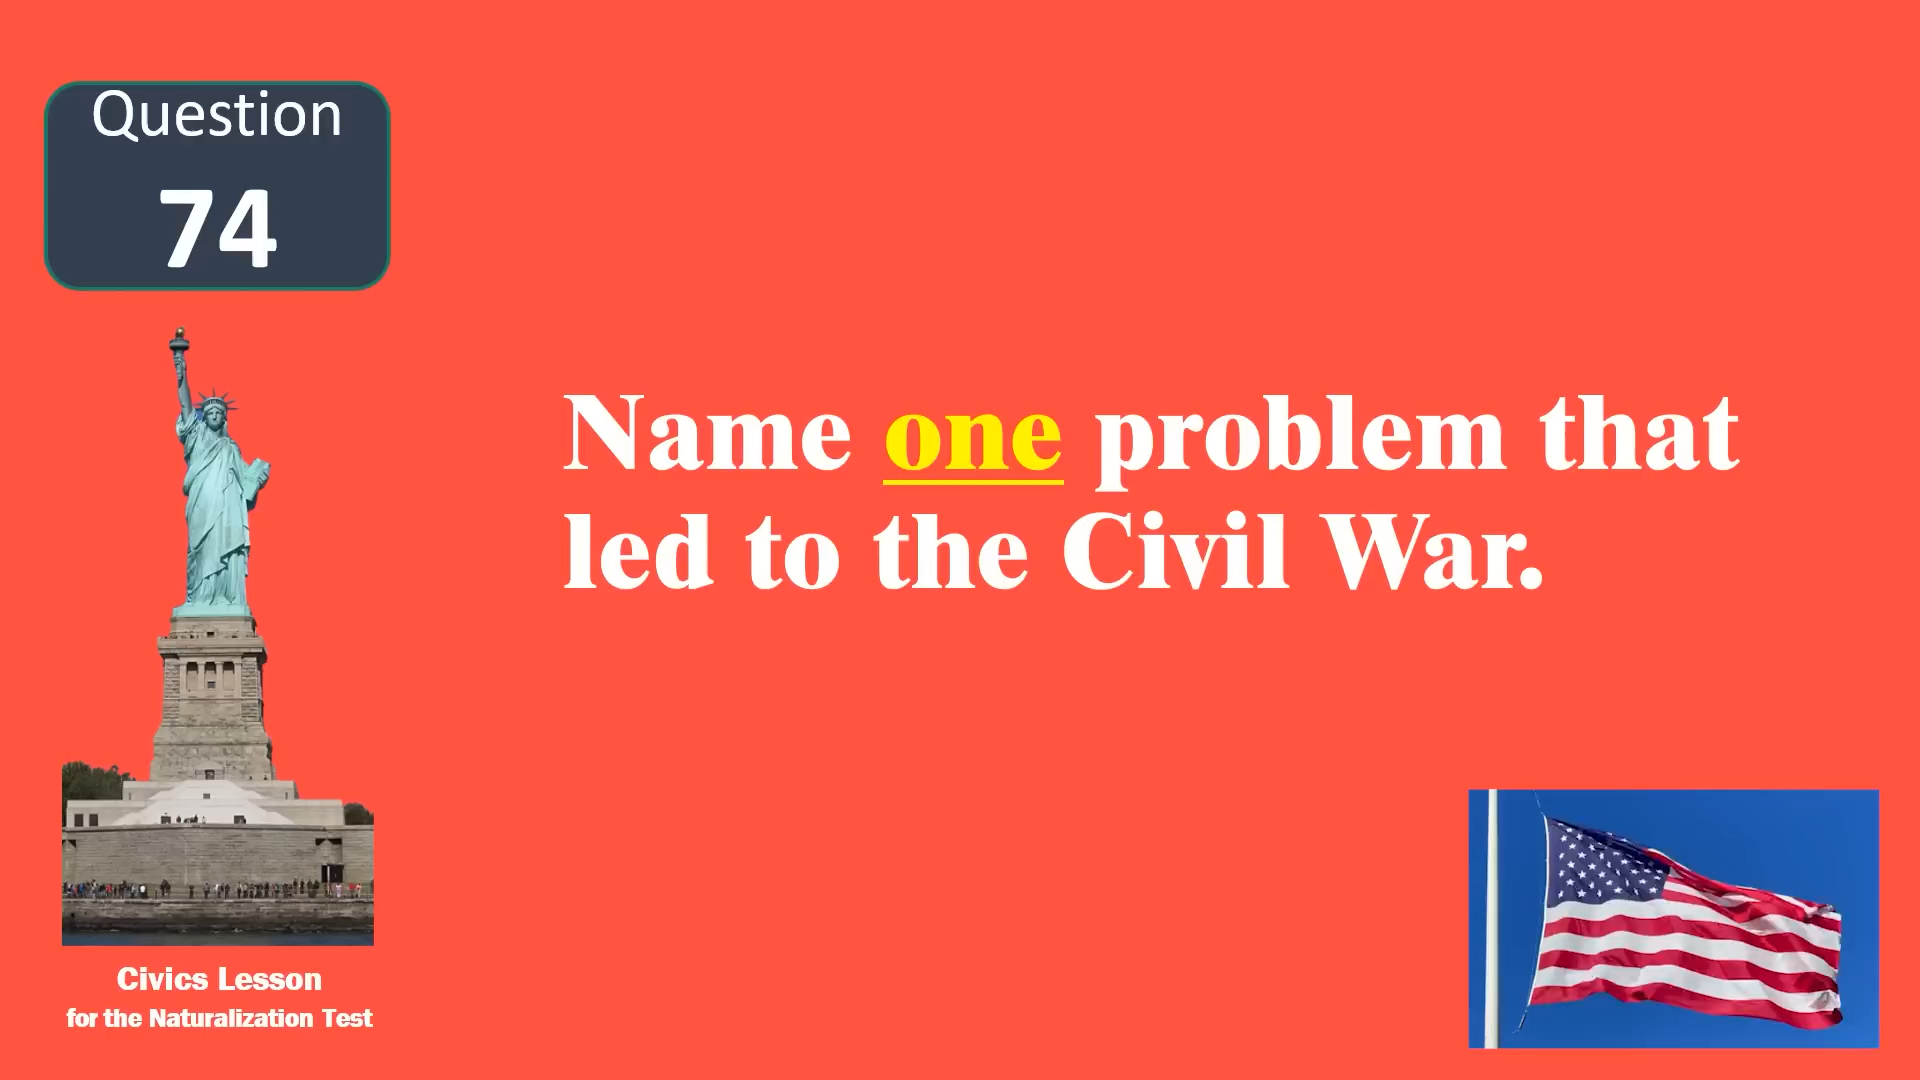 Question
74
Name one problem that
led to the Civil War.
Civics Lesson
for the Naturalization Test